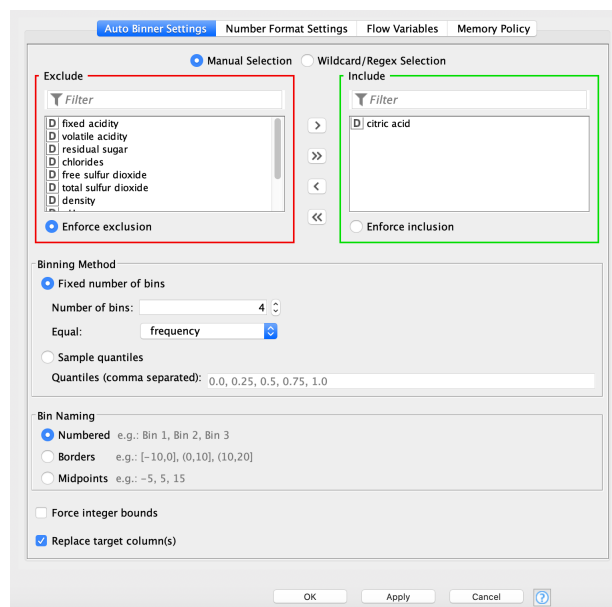 Auto Binner Settings Number Format Settings Flow Variables Memory Policy
Manual Selection Wildcard/Regex Selection
Exclude Include
Filter Filter
D fixed acidity D citric acid
D volatile acidity
D residual sugar
D chlorides
D free sulfur dioxide
D total sulfur dioxide
D density
> 
>>
<
<<
Enforce exclusion Enforce inclusion
Binning Method
Fixed number of bins
Number of bins: 4
Equal: frequency
Sample quantiles
Quantiles (comma separated): 0.0, 0.25, 0.5, 0.75, 1.0
Bin Naming
Numbered e.g.: Bin 1, Bin 2, Bin 3
Borders e.g.: [-10,0], (0,10], (10,20]
Midpoints e.g.: -5, 5, 15
Force integer bounds
Replace target column(s)
OK Apply Cancel ?